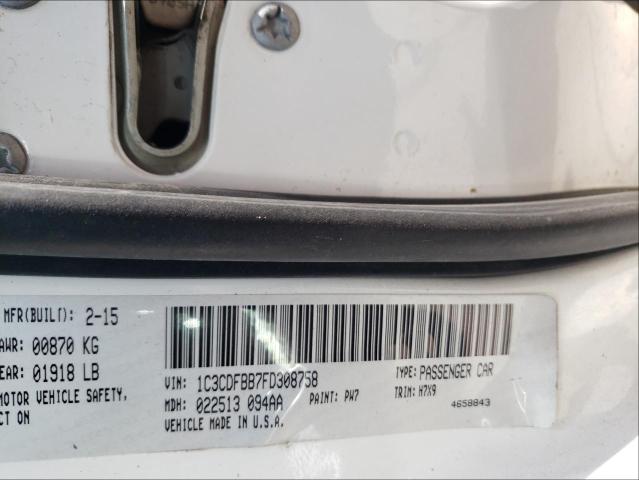 MFR(BUILT): 2-15
AWR: 00870 KG
EAR: 01918 LB
MOTOR VEHICLE SAFETY,
CT ON
VIN: 1C3CDFBB7FD308758
TYPE: PASSENGER CAR
MDH: 022513 094AA
PAINT: PW7
TRIM: H7X9
VEHICLE MADE IN U.S.A.
4658843